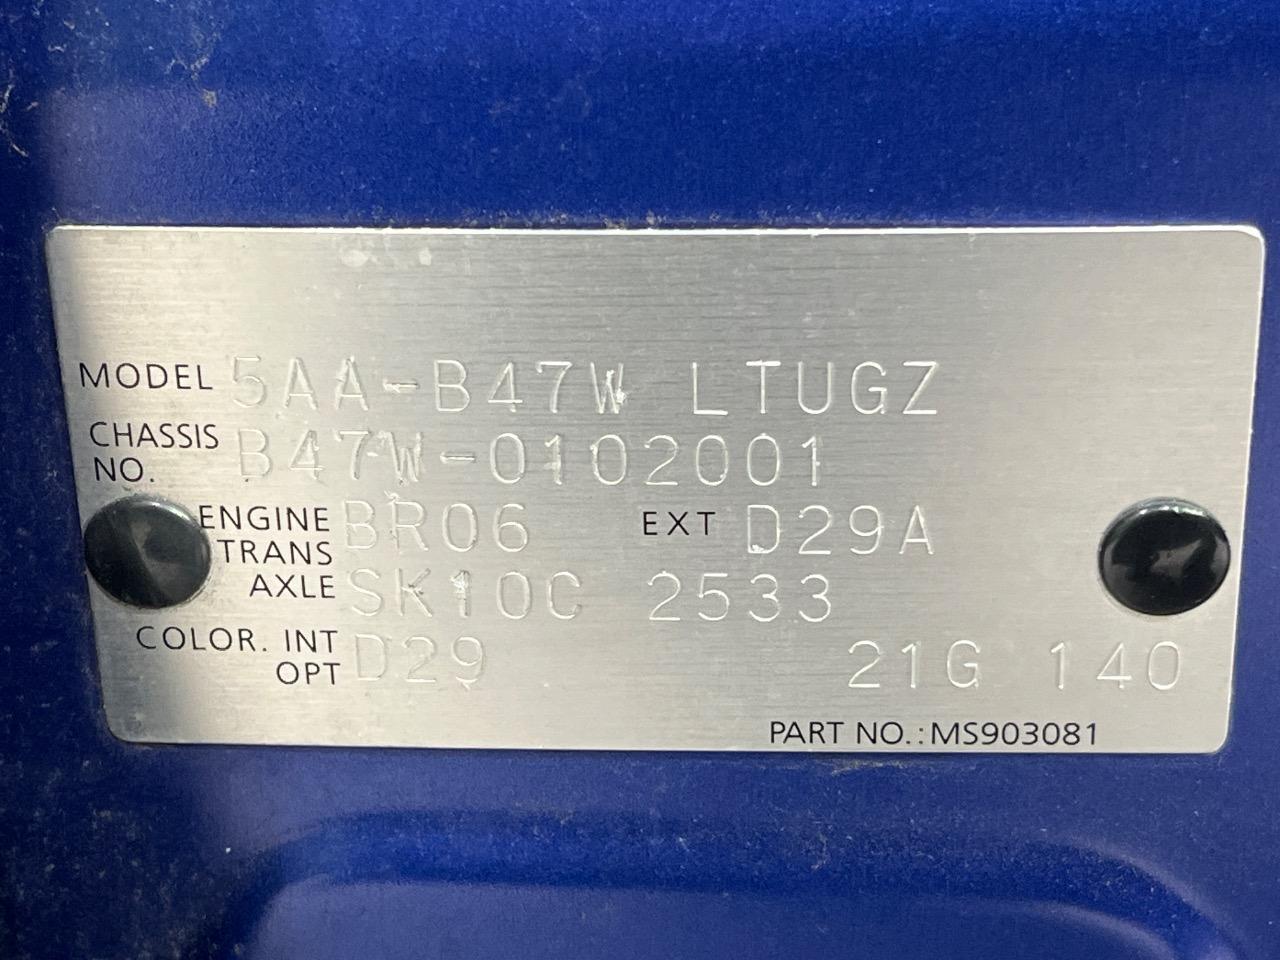 MODEL 5AA-B47W LTUGZ
CHASSIS NO. B47W-0102001
ENGINE BR06 EXT D29A
TRANS AXLE SK10C 2533
COLOR. INT OPT D29 21G 140
PART NO.:MS903081